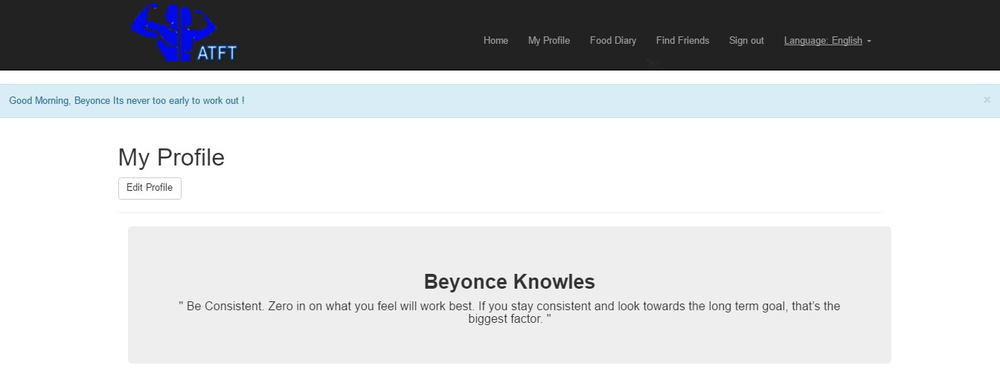 ATFT
Home My Profile Food Diary Find Friends Sign out Language: English
Good Morning, Beyonce Its never too early to work out !
×
My Profile
Edit Profile
Beyonce Knowles
" Be Consistent. Zero in on what you feel will work best. If you stay consistent and look towards the long term goal, that’s the
biggest factor. "